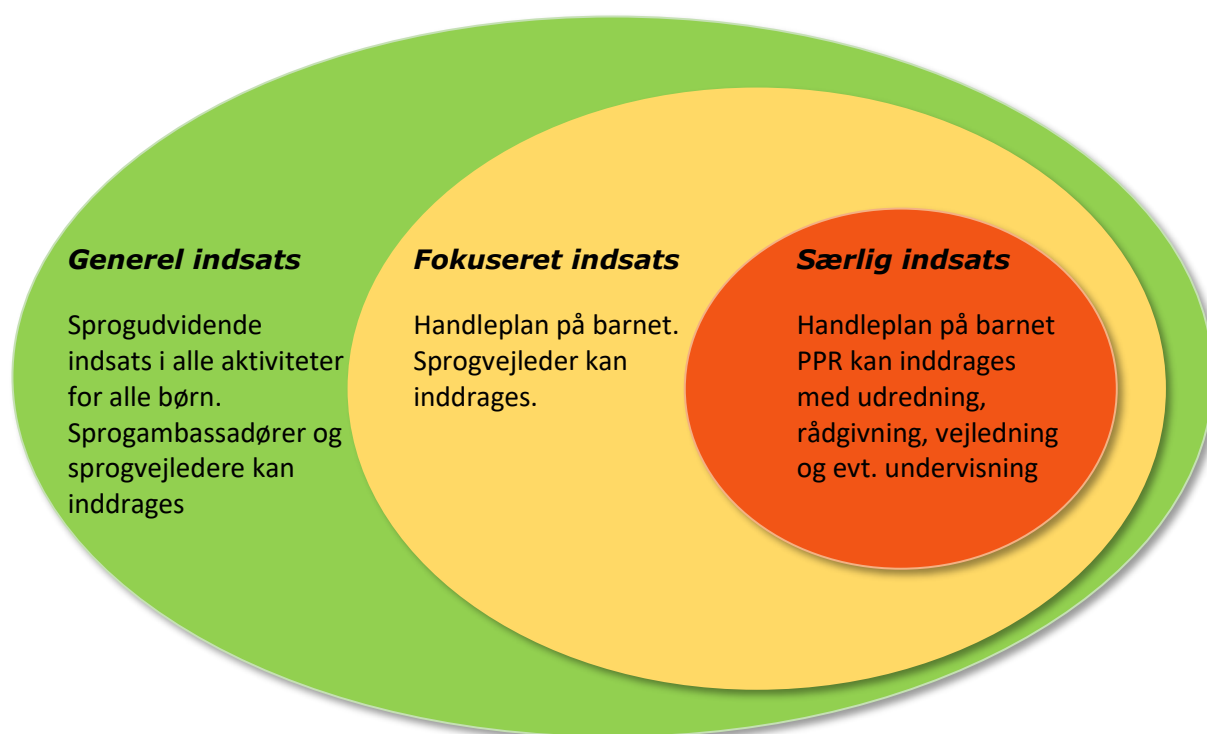 Generel indsats
Sprogudvidende
indsats i alle aktiviteter
for alle børn.
Sprogambassadører og
sprogvejledere kan
inddrages
Fokuseret indsats
Handleplan på barnet.
Sprogvejleder kan
inddrages.
Særlig indsats
Handleplan på barnet
PPR kan inddrages
med udredning,
rådgivning, vejledning
og evt. undervisning